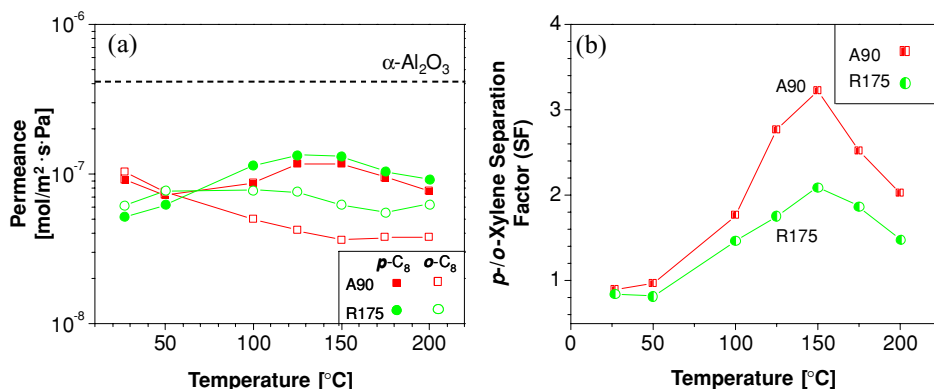 (a)
10⁻⁶
α-Al₂O₃
10⁻⁷
10⁻⁸
Permeance
[mol/m²·s·Pa]
p-C₈ o-C₈
A90
R175
50 100 150 200
Temperature [°C]
(b)
A90
R175
A90
R175
4
3
2
1
p-/o-Xylene Separation
Factor (SF)
0 50 100 150 200
Temperature [°C]